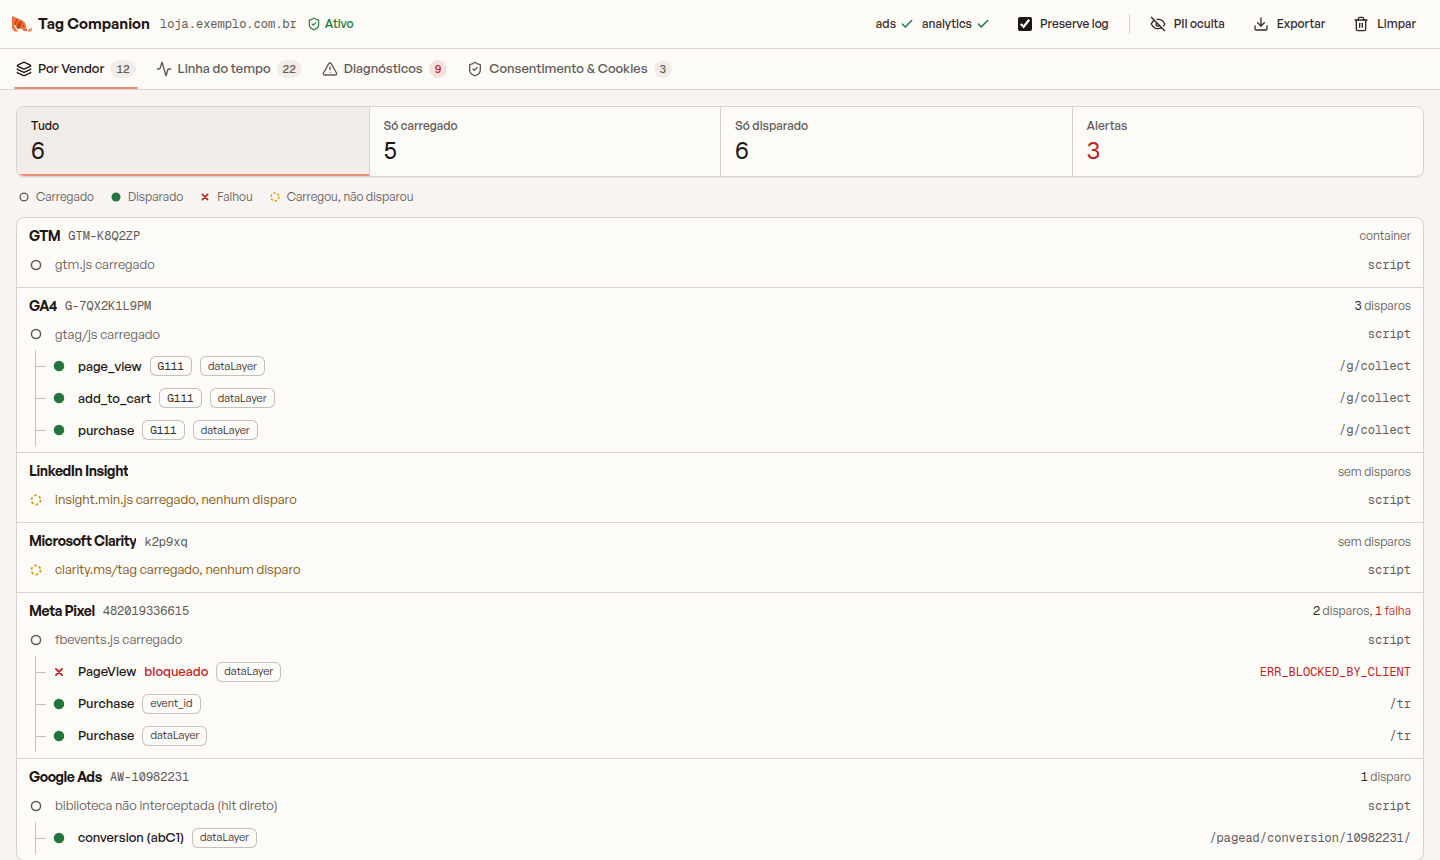 Tag Companion loja.exemplo.com.br Ativo ads analytics Preserve log PII oculta Exportar Limpar
Por Vendor 12 Linha do tempo 22 Diagnósticos 9 Consentimento & Cookies 3
Tudo Só carregado Só disparado Alertas
6 5 6 3
Carregado Disparado Falhou Carregou, não disparou
GTM GTM-K8Q2ZP container
gtm.js carregado script
GA4 G-7QX2K1L9PM 3 disparos
gtag/js carregado script
page_view G111 dataLayer /g/collect
add_to_cart G111 dataLayer /g/collect
purchase G111 dataLayer /g/collect
LinkedIn Insight sem disparos
insight.min.js carregado, nenhum disparo script
Microsoft Clarity k2p9xq sem disparos
clarity.ms/tag carregado, nenhum disparo script
Meta Pixel 482019336615 2 disparos, 1 falha
fbevents.js carregado script
PageView bloqueado dataLayer ERR_BLOCKED_BY_CLIENT
Purchase event_id /tr
Purchase dataLayer /tr
Google Ads AW-10982231 1 disparo
biblioteca não interceptada (hit direto) script
conversion (abC1) dataLayer /pagead/conversion/10982231/